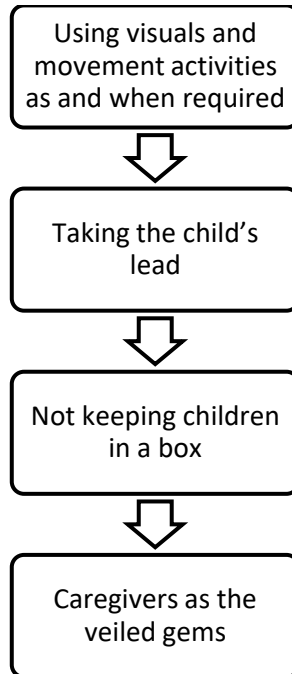 Using visuals and
movement activities
as and when required
Taking the child’s
lead
Not keeping children
in a box
Caregivers as the
veiled gems